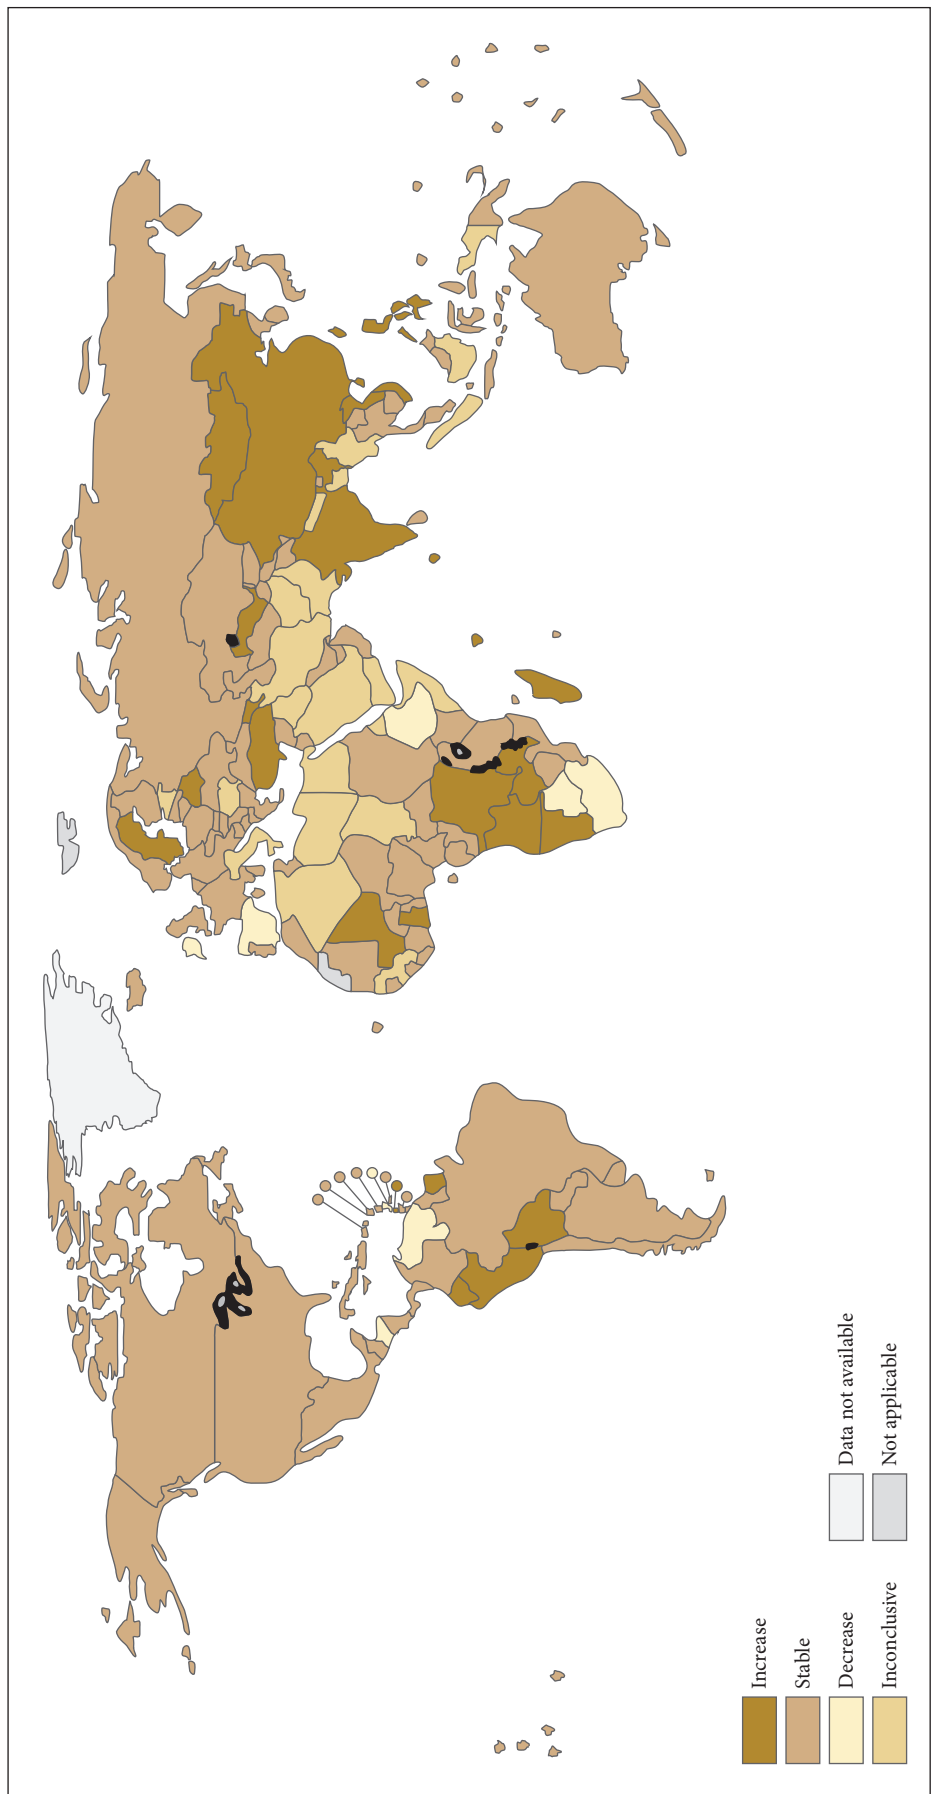 Increase
Stable
Decrease
Inconclusive
Data not available
Not applicable